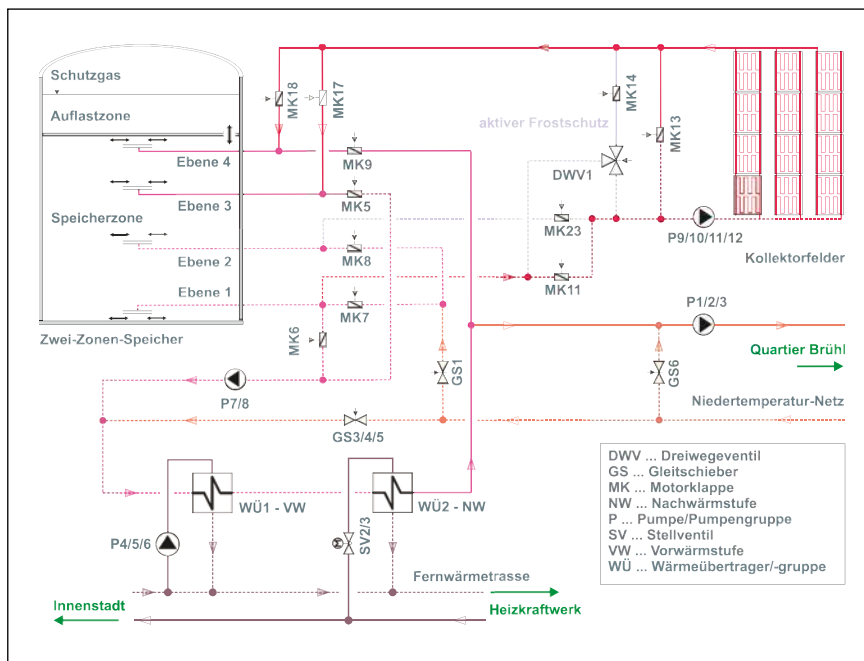 Schutzgas
Auflastzone
Ebene 4
Ebene 3
Speicherzone
Ebene 2
Ebene 1
Zwei-Zonen-Speicher
MK18
MK17
MK9
MK5
MK8
MK7
MK6
aktiver Frostschutz
MK14
MK13
DWV1
MK23
MK11
P9/10/11/12
Kollektorfelder
P1/2/3
Quartier Brühl
Niedertemperatur-Netz
GS1
GS6
P7/8
GS3/4/5
WÜ1 - VW
WÜ2 - NW
P4/5/6
SV2/3
Fernwärmetrasse
Innenstadt
Heizkraftwerk
DWV ... Dreiwegeventil
GS ... Gleitschieber
MK ... Motorklappe
NW ... Nachwärmstufe
P ... Pumpe/Pumpengruppe
SV ... Stellventil
VW ... Vorwärmstufe
WÜ ... Wärmeübertrager/-gruppe